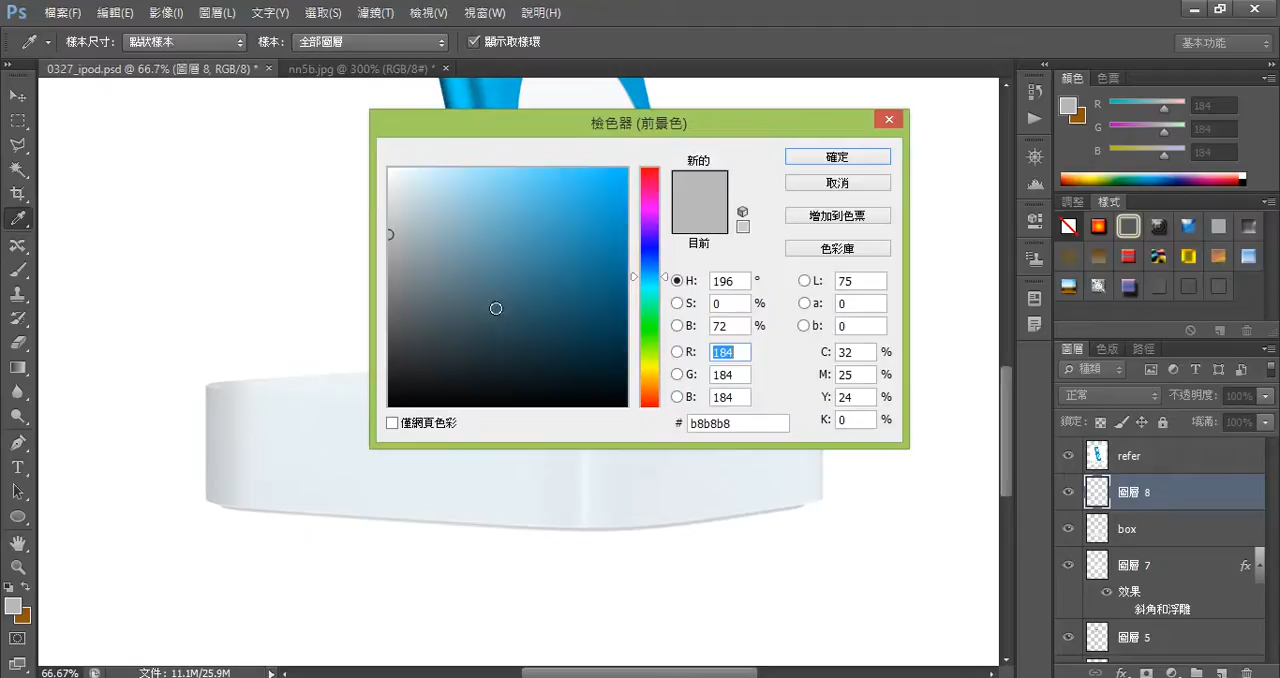 Ps 檔案(F) 編輯(E) 影像(I) 圖層(L) 文字(Y) 選取(S) 濾鏡(T) 檢視(V) 視窗(W) 說明(H)
樣本尺寸: 點狀樣本 樣本: 全部圖層 顯示取樣環 基本功能
0327_ipod.psd @ 66.7% (圖層 8, RGB/8) * × nn5b.jpg @ 300% (RGB/8#) * ×
顏色 色票
R 184
G 184
B 184
調整 樣式
檢色器 (前景色)
新的
目前
確定
取消
增加到色票
色彩庫
H: 196 °
S: 0 %
B: 72 %
R: 184
G: 184
B: 184
L: 75
a: 0
b: 0
C: 32 %
M: 25 %
Y: 24 %
K: 0 %
# b8b8b8
僅網頁色彩
圖層 色版 路徑
種類
正常 不透明度: 100%
鎖定: 填滿: 100%
refer
圖層 8
box
圖層 7 fx
效果
斜角和浮雕
圖層 5
66.67% 文件: 11.1M/25.9M